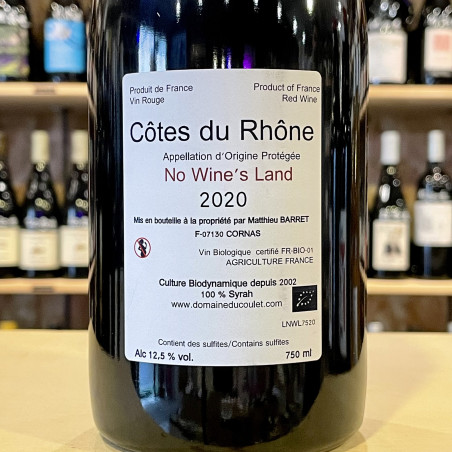 Produit de France
Vin Rouge
Product of France
Red Wine
Côtes du Rhône
Appellation d'Origine Protégée
No Wine's Land
2020
Mis en bouteille à la propriété par Matthieu BARRET
F-07130 CORNAS
Vin Biologique certifié FR-BIO-01
AGRICULTURE FRANCE
Culture Biodynamique depuis 2002
100 % Syrah
www.domaineducoulet.com
LNWL7520
Contient des sulfites/Contains sulfites
Alc 12,5 % vol.
750 ml